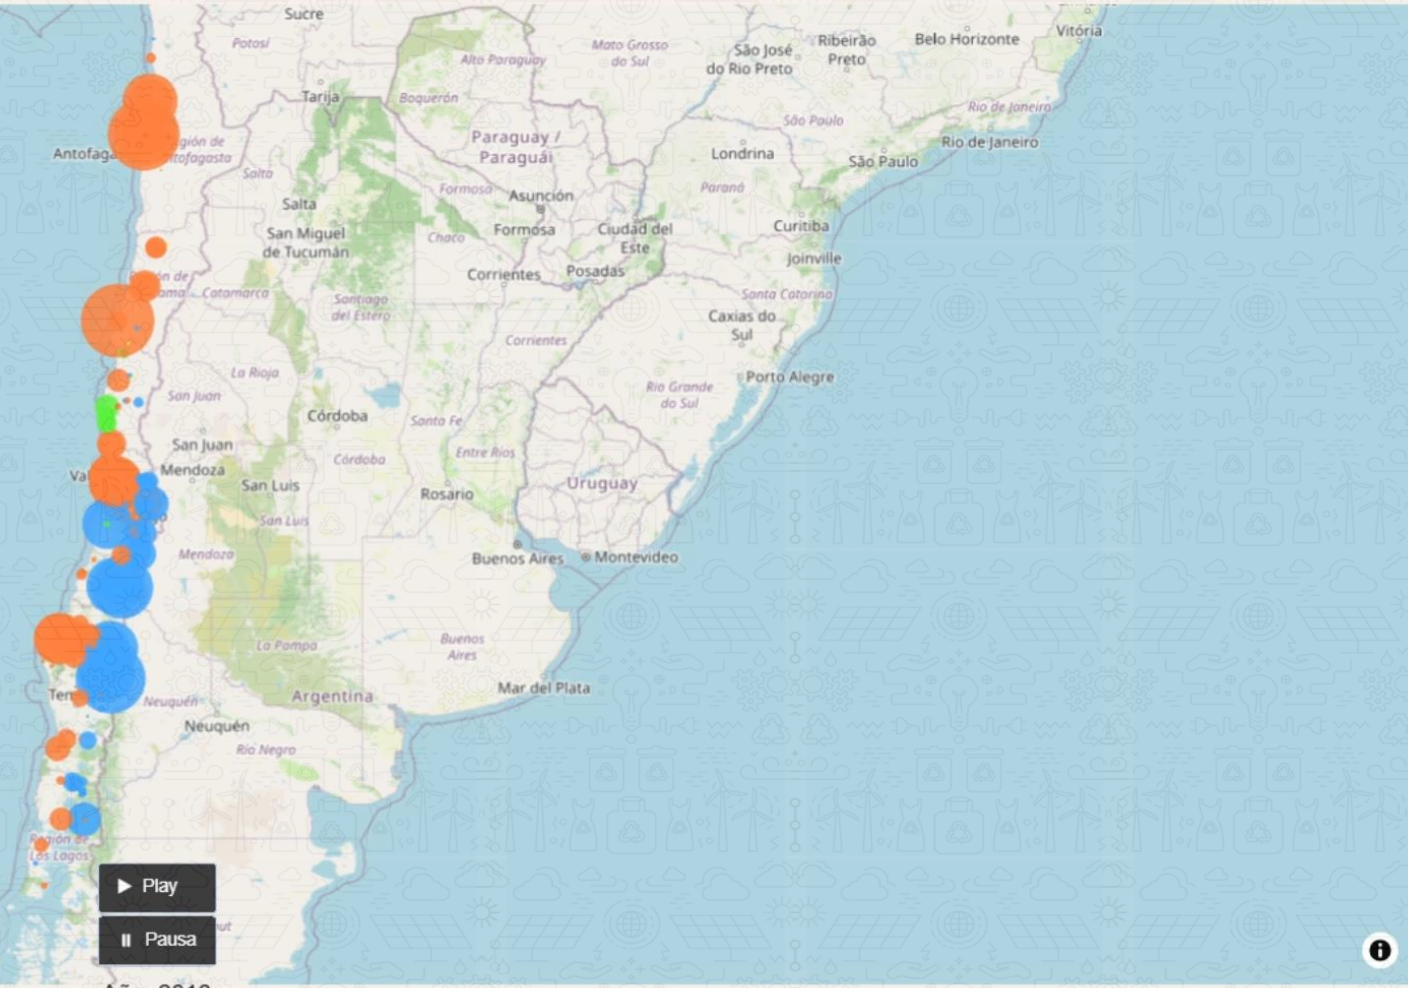 Sucre
Potosí
Alto Paraguay
Mato Grosso
do Sul
São José
do Rio Preto
Ribeirão
Preto
Belo Horizonte
Vitória
Tarija
Boquerón
Rio de Janeiro
Paraguay /
Paraguái
São Paulo
Londrina
São Paulo
Rio de Janeiro
Antofaga
gión de
tofagasta
Salta
Formosa
Paraná
Asunción
Salta
San Miguel
de Tucumán
Chaco
Formosa
Ciudad del
Este
Curitiba
Joinville
Corrientes
Posadas
Catamarca
Santiago
del Estero
Santa Catarina
Caxias do
Sul
Corrientes
La Rioja
San Juan
Río Grande
do Sul
Porto Alegre
Córdoba
Santa Fe
San Juan
Entre Ríos
Córdoba
Va
Mendoza
San Luis
Rosario
Uruguay
San Luis
Mendoza
Buenos Aires
Montevideo
La Pampa
Buenos
Aires
Tem
Neuquén
Argentina
Mar del Plata
Neuquén
Río Negro
Región de
Los Lagos
Play
Pausa
ut